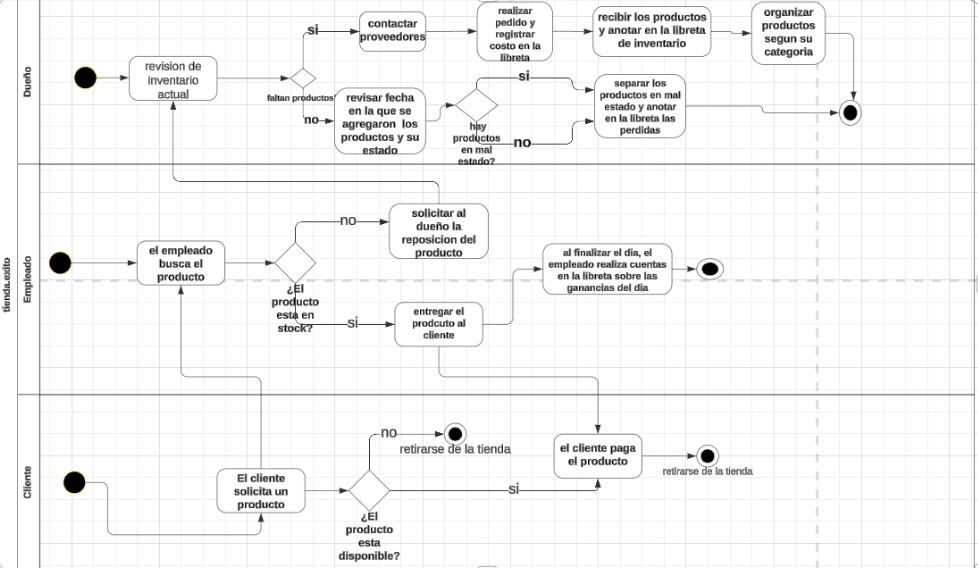 tienda.exito
Dueño
revision de
inventario
actual
faltan productos?
si
contactar
proveedores
realizar
pedido y
registrar
costo en la
libreta
recibir los productos
y anotar en la libreta
de inventario
organizar
productos
segun su
categoria
no
revisar fecha
en la que se
agregaron los
productos y su
estado
hay
productos
en mal
estado?
si
no
separar los
productos en mal
estado y anotar
en la libreta las
perdidas
Empleado
el empleado
busca el
producto
¿El
producto
esta en
stock?
no
solicitar al
dueño la
reposicion del
producto
si
entregar el
prodcuto al
cliente
al finalizar el dia, el
empleado realiza cuentas
en la libreta sobre las
ganancias del dia
Cliente
El cliente
solicita un
producto
¿El
producto
esta
disponible?
no
retirarse de la tienda
si
el cliente paga
el producto
retirarse de la tienda